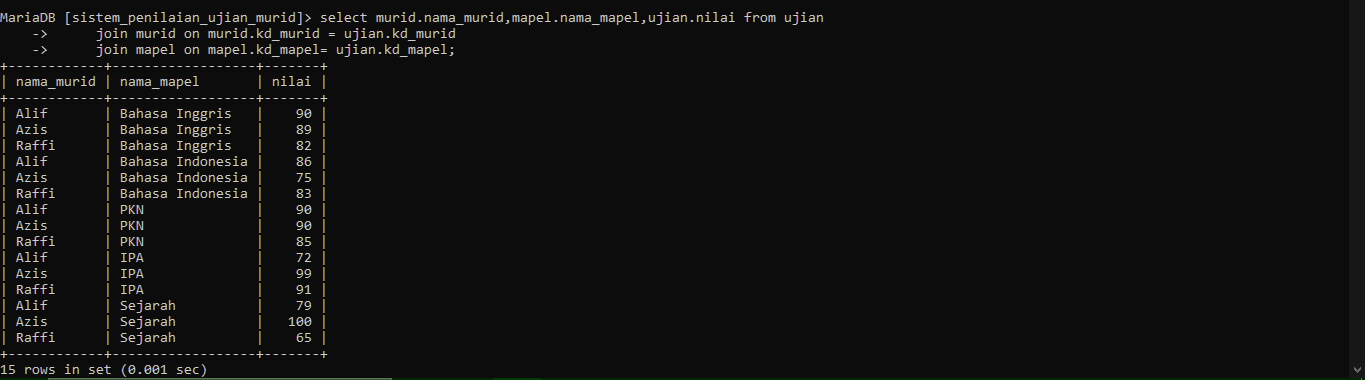 MariaDB [sistem_penilaian_ujian_murid]> select murid.nama_murid,mapel.nama_mapel,ujian.nilai from ujian
    ->      join murid on murid.kd_murid = ujian.kd_murid
    ->      join mapel on mapel.kd_mapel= ujian.kd_mapel;
+------------+------------------+-------+
| nama_murid | nama_mapel       | nilai |
+------------+------------------+-------+
| Alif       | Bahasa Inggris   |    90 |
| Azis       | Bahasa Inggris   |    89 |
| Raffi      | Bahasa Inggris   |    82 |
| Alif       | Bahasa Indonesia |    86 |
| Azis       | Bahasa Indonesia |    75 |
| Raffi      | Bahasa Indonesia |    83 |
| Alif       | PKN              |    90 |
| Azis       | PKN              |    90 |
| Raffi      | PKN              |    85 |
| Alif       | IPA              |    72 |
| Azis       | IPA              |    99 |
| Raffi      | IPA              |    91 |
| Alif       | Sejarah          |    79 |
| Azis       | Sejarah          |   100 |
| Raffi      | Sejarah          |    65 |
+------------+------------------+-------+
15 rows in set (0.001 sec)